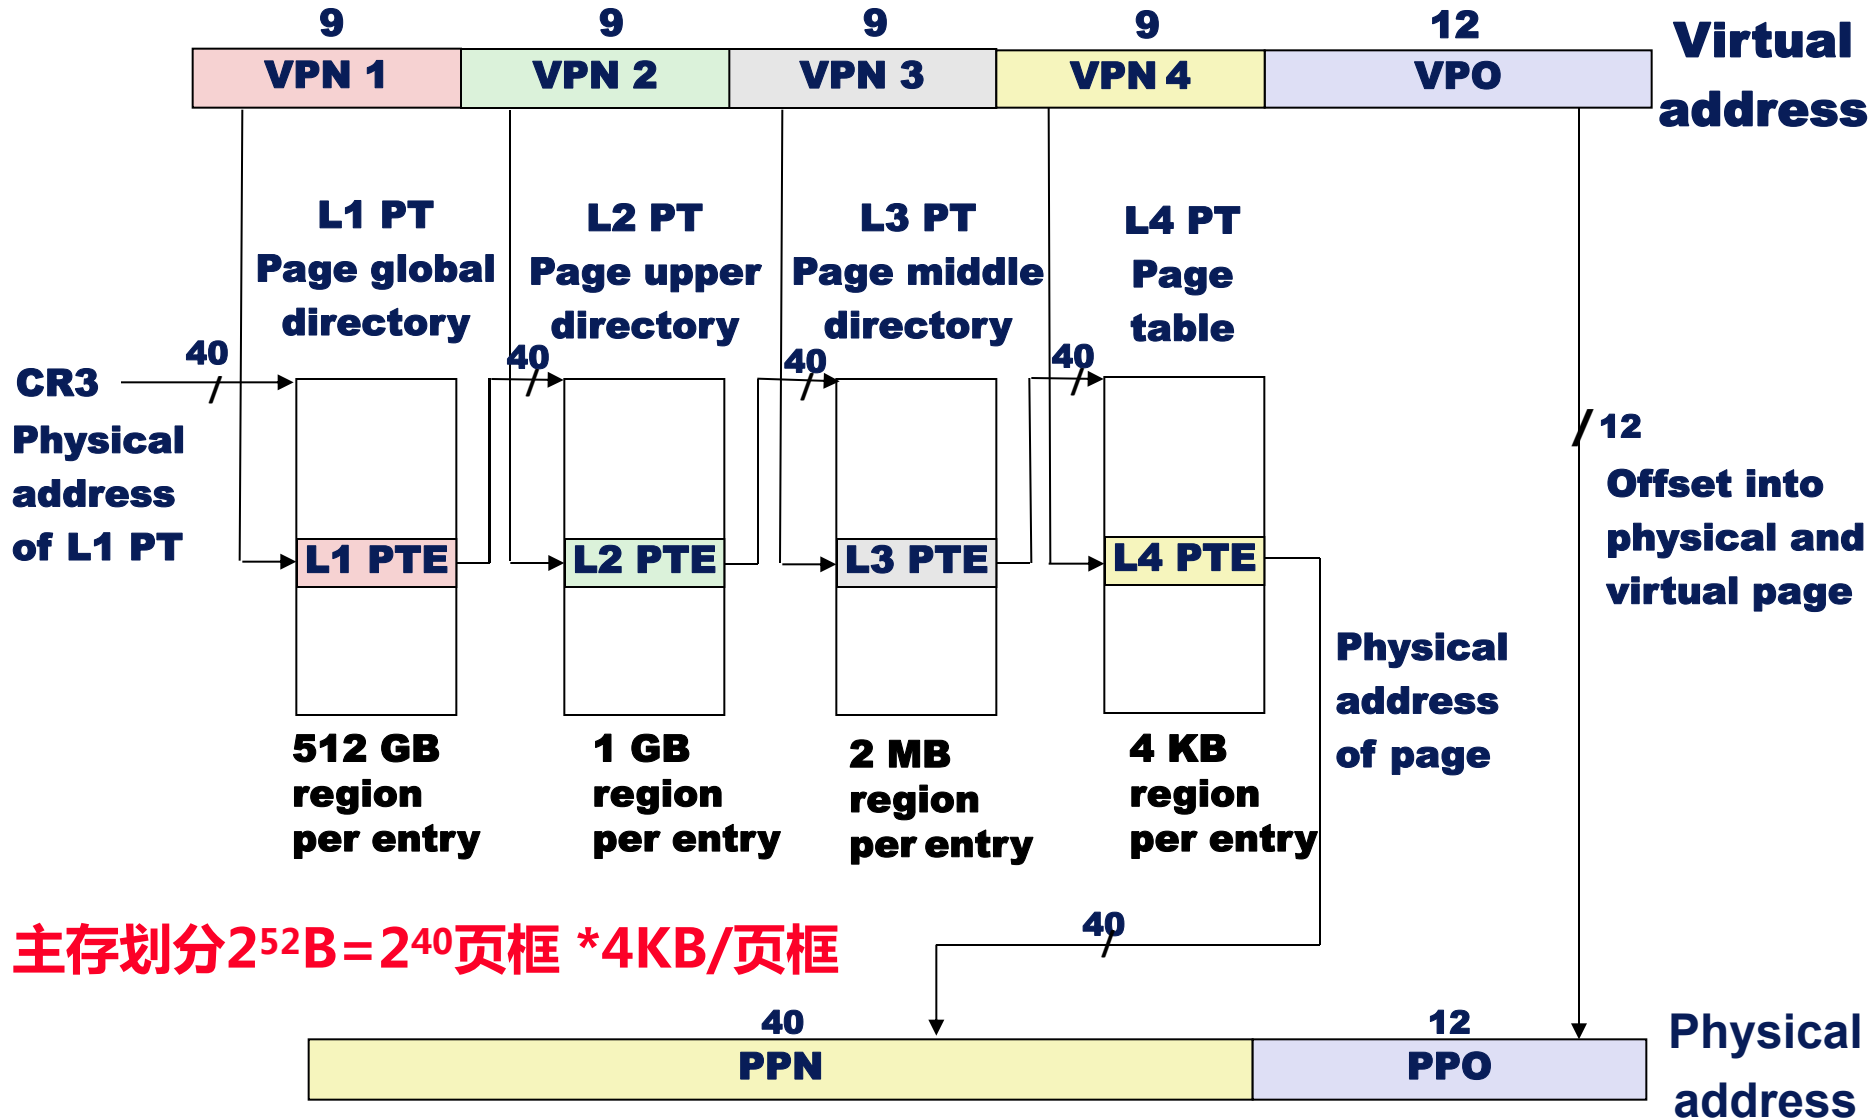 9
9
9
9
12
VPN 1
VPN 2
VPN 3
VPN 4
VPO
Virtual
address
L1 PT
Page global
directory
L2 PT
Page upper
directory
L3 PT
Page middle
directory
L4 PT
Page
table
CR3
40
40
40
40
Physical
address
of L1 PT
L1 PTE
L2 PTE
L3 PTE
L4 PTE
12
Offset into
physical and
virtual page
512 GB
region
per entry
1 GB
region
per entry
2 MB
region
per entry
4 KB
region
per entry
Physical
address
of page
主存划分2⁵²B=2⁴⁰页框 *4KB/页框
40
40
12
PPN
PPO
Physical
address